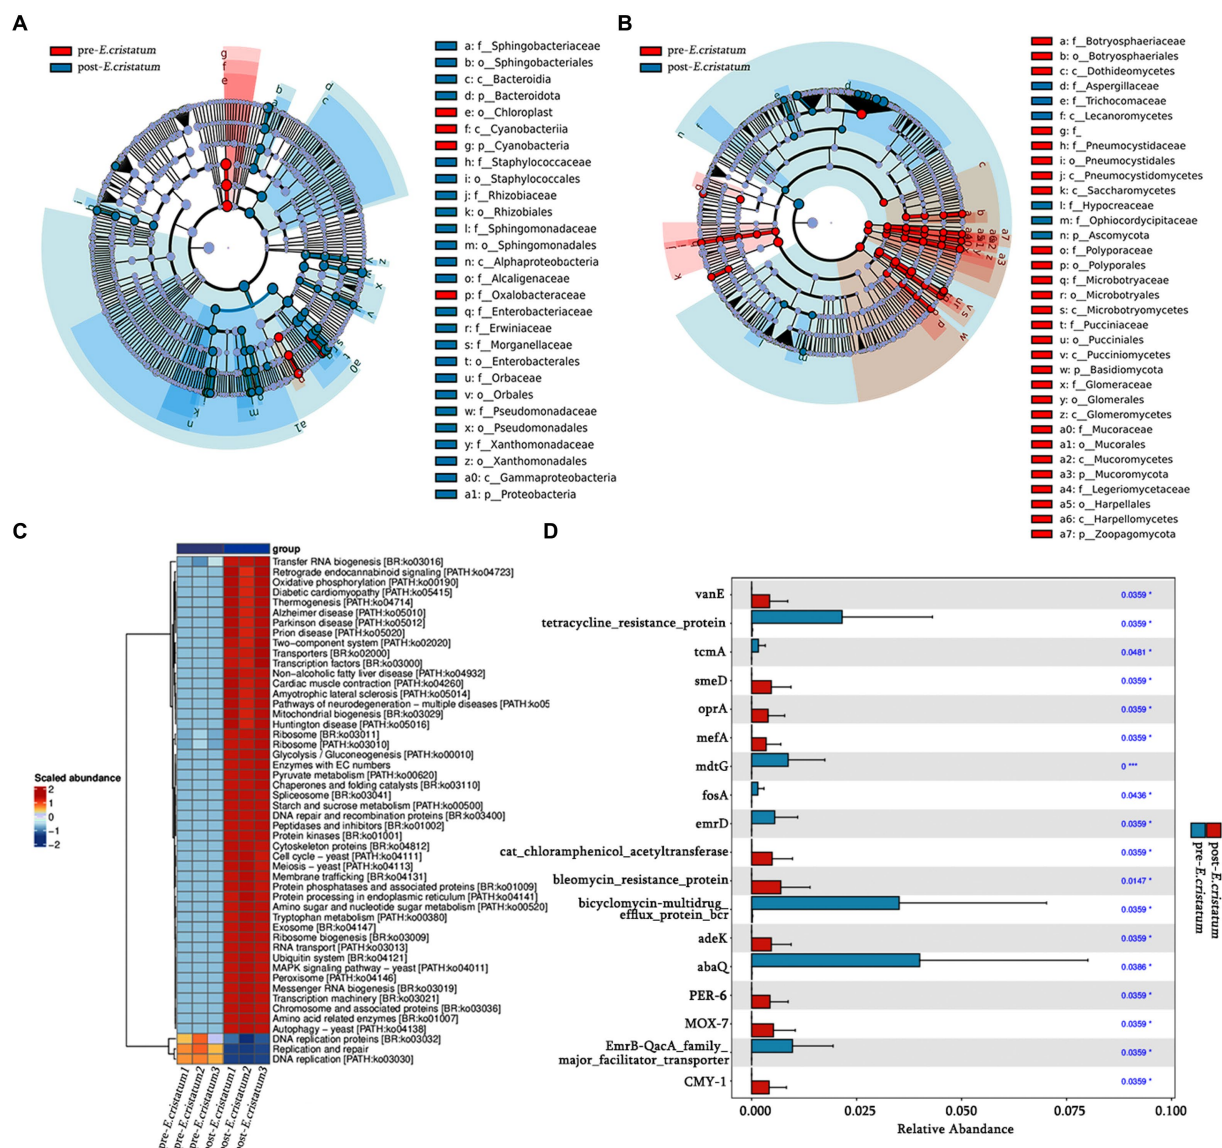 A
pre-E.cristatum
post-E.cristatum
a: f__Sphingobacteriaceae
b: o__Sphingobacteriales
c: c__Bacteroidia
d: p__Bacteroidota
e: o__Chloroplast
f: c__Cyanobacteriia
g: p__Cyanobacteria
h: f__Staphylococcaceae
i: o__Staphylococcales
j: f__Rhizobiaceae
k: o__Rhizobiales
l: f__Sphingomonadaceae
m: o__Sphingomonadales
n: c__Alphaproteobacteria
o: f__Alcaligenaceae
p: f__Oxalobacteraceae
q: f__Enterobacteriaceae
r: f__Erwiniaceae
s: f__Morganellaceae
t: o__Enterobacterales
u: f__Orbaceae
v: o__Orbales
w: f__Pseudomonadaceae
x: o__Pseudomonadales
y: f__Xanthomonadaceae
z: o__Xanthomonadales
a0: c__Gammaproteobacteria
a1: p__Proteobacteria
g
f
e
b
a
d
c
z
y
w
x
v
a0
a1
m
k
n
B
pre-E.cristatum
post-E.cristatum
a: f__Botryosphaeriaceae
b: o__Botryosphaeriales
c: c__Dothideomycetes
d: f__Aspergillaceae
e: f__Trichocomaceae
f: c__Lecanoromycetes
g: f_
h: f__Pneumocystidaceae
i: o__Pneumocystidales
j: c__Pneumocystidomycetes
k: c__Saccharomycetes
l: f__Hypocreaceae
m: f__Ophiocordycipitaceae
n: p__Ascomycota
o: f__Polyporaceae
p: o__Polyporales
q: f__Microbotryaceae
r: o__Microbotryales
s: c__Microbotryomycetes
t: f__Pucciniaceae
u: o__Pucciniales
v: c__Pucciniomycetes
w: p__Basidiomycota
x: f__Glomeraceae
y: o__Glomerales
z: c__Glomeromycetes
a0: f__Mucoraceae
a1: o__Mucorales
a2: c__Mucoromycetes
a3: p__Mucoromycota
a4: f__Legeriomycetaceae
a5: o__Harpellales
a6: c__Harpellomycetes
a7: p__Zoopagomycota
d
n
c
b
a7
a3
z
y
k
s
v
w
p
C
group
Transfer RNA biogenesis [BR:ko03016]
Retrograde endocannabinoid signaling [PATH:ko04723]
Oxidative phosphorylation [PATH:ko00190]
Diabetic cardiomyopathy [PATH:ko05415]
Thermogenesis [PATH:ko04714]
Alzheimer disease [PATH:ko05010]
Parkinson disease [PATH:ko05012]
Prion disease [PATH:ko05020]
Two−component system [PATH:ko02020]
Transporters [BR:ko02000]
Transcription factors [BR:ko03000]
Non−alcoholic fatty liver disease [PATH:ko04932]
Cardiac muscle contraction [PATH:ko04260]
Amyotrophic lateral sclerosis [PATH:ko05014]
Pathways of neurodegeneration − multiple diseases [PATH:ko05
Mitochondrial biogenesis [BR:ko03029]
Huntington disease [PATH:ko05016]
Ribosome [BR:ko03011]
Ribosome [PATH:ko03010]
Glycolysis / Gluconeogenesis [PATH:ko00010]
Enzymes with EC numbers
Pyruvate metabolism [PATH:ko00620]
Chaperones and folding catalysts [BR:ko03110]
Spliceosome [BR:ko03041]
Starch and sucrose metabolism [PATH:ko00500]
DNA repair and recombination proteins [BR:ko03400]
Peptidases and inhibitors [BR:ko01002]
Protein kinases [BR:ko01001]
Cytoskeleton proteins [BR:ko04812]
Cell cycle − yeast [PATH:ko04111]
Meiosis − yeast [PATH:ko04113]
Membrane trafficking [BR:ko04131]
Protein phosphatases and associated proteins [BR:ko01009]
Protein processing in endoplasmic reticulum [PATH:ko04141]
Amino sugar and nucleotide sugar metabolism [PATH:ko00520]
Tryptophan metabolism [PATH:ko00380]
Exosome [BR:ko04147]
Ribosome biogenesis [BR:ko03009]
RNA transport [PATH:ko03013]
Ubiquitin system [BR:ko04121]
MAPK signaling pathway − yeast [PATH:ko04011]
Peroxisome [PATH:ko04146]
Messenger RNA biogenesis [BR:ko03019]
Transcription machinery [BR:ko03021]
Chromosome and associated proteins [BR:ko03036]
Amino acid related enzymes [BR:ko01007]
Autophagy − yeast [PATH:ko04138]
DNA replication proteins [BR:ko03032]
Replication and repair
DNA replication [PATH:ko03030]
Scaled abundance
2
1
0
−1
−2
pre-E.cristatum1
pre-E.cristatum2
pre-E.cristatum3
post-E.cristatum1
post-E.cristatum2
post-E.cristatum3
D
vanE 0.0359 *
tetracycline_resistance_protein 0.0359 *
tcmA 0.0481 *
smeD 0.0359 *
oprA 0.0359 *
mefA 0.0359 *
mdtG 0 ***
fosA 0.0436 *
emrD 0.0359 *
cat_chloramphenicol_acetyltransferase 0.0359 *
bleomycin_resistance_protein 0.0147 *
bicyclomycin-multidrug_
efflux_protein_bcr 0.0359 *
adeK 0.0359 *
abaQ 0.0386 *
PER-6 0.0359 *
MOX-7 0.0359 *
EmrB-QacA_family_
major_facilitator_transporter 0.0359 *
CMY-1 0.0359 *
0.000 0.025 0.050 0.075 0.100
Relative Abandance
post-E.cristatum
pre-E.cristatum